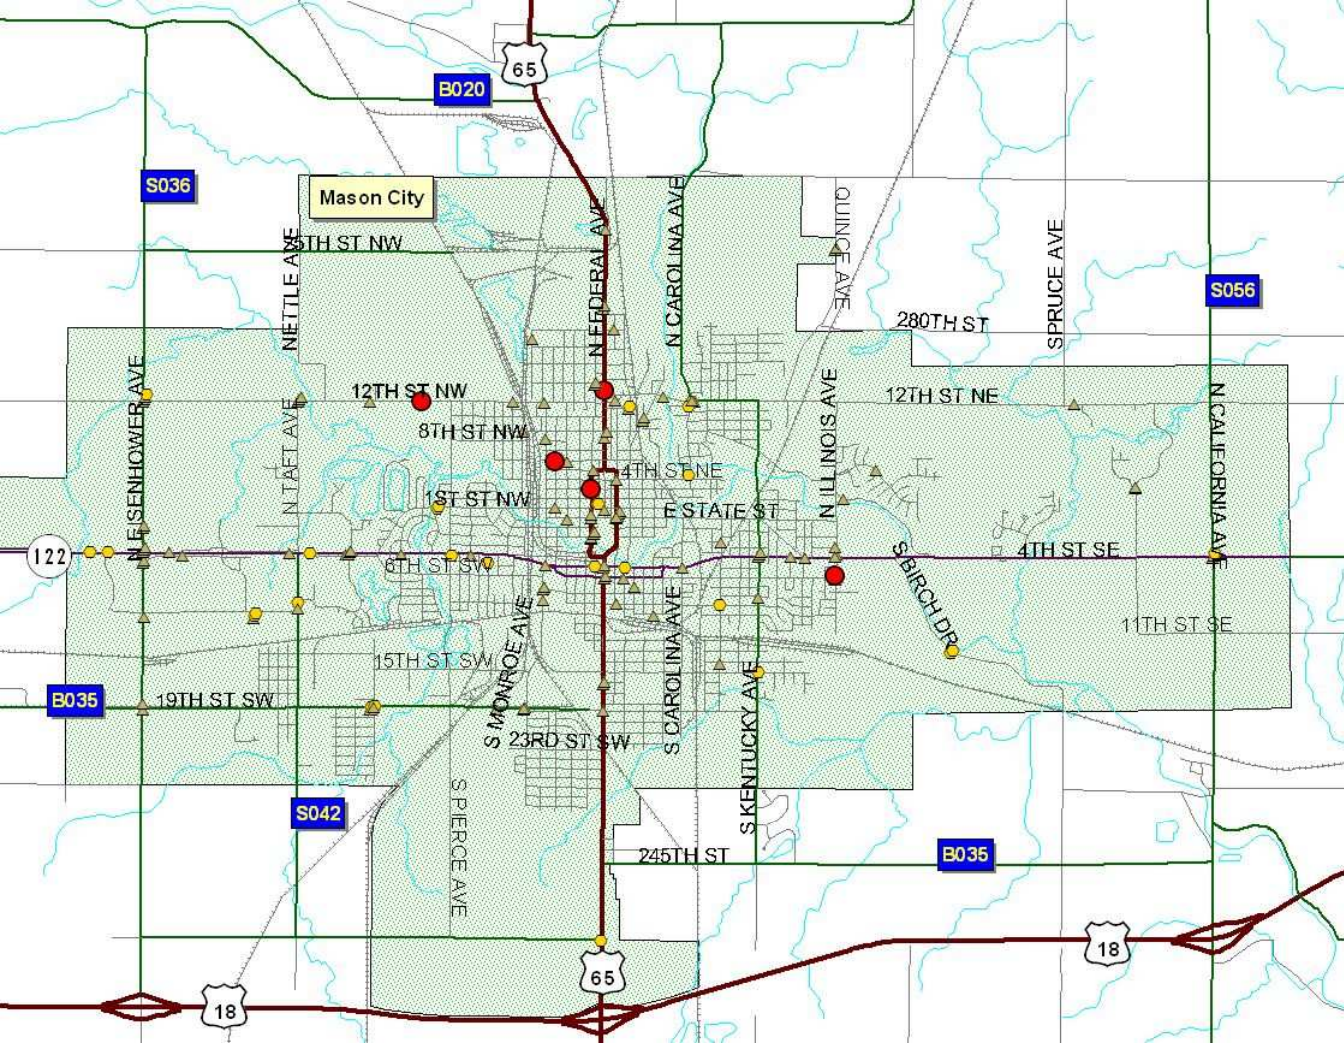 65
B020
S036
Mason City
QUINCE AVE
N CAROLINA AVE
N FEDERAL AVE
NETTLE AVE
25TH ST NW
SPRUCE AVE
S056
280TH ST
N EISENHOWER AVE
12TH ST NW
N ILLINOIS AVE
12TH ST NE
N CALIFORNIA AVE
N TAFT AVE
8TH ST NW
4TH ST NE
1ST ST NW
E STATE ST
122
4TH ST SE
6TH ST SW
S BIRCH DR
S MONROE AVE
S CAROLINA AVE
11TH ST SE
15TH ST SW
S KENTUCKY AVE
B035
19TH ST SW
23RD ST SW
S042
S PIERCE AVE
245TH ST
B035
18
65
18